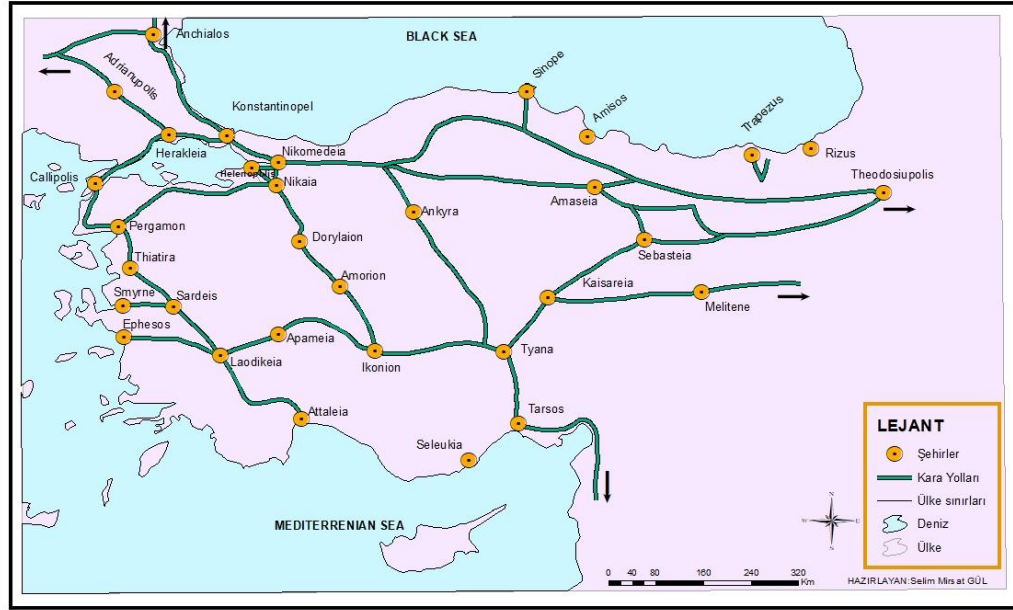 Anchialos
BLACK SEA
Adrianupolis
Sinope
Konstantinopel
Amisos
Trapezus
Herakleia
Nikomedeia
Rizus
Helenopolis
Callipolis
Nikaia
Theodosiupolis
Amaseia
Pergamon
Ankyra
Dorylaion
Sebasteia
Thiatira
Amorion
Kaisareia
Smyrne
Sardeis
Melitene
Ephesos
Apameia
Laodikeia
Ikonion
Tyana
Attaleia
Tarsos
Seleukia
MEDITERRENIAN SEA
LEJANT
Şehirler
Kara Yolları
Ülke sınırları
Deniz
Ülke
N
W
E
S
0 40 80 160 240 320
Km
HAZIRLAYAN:Selim Mirsat GÜL